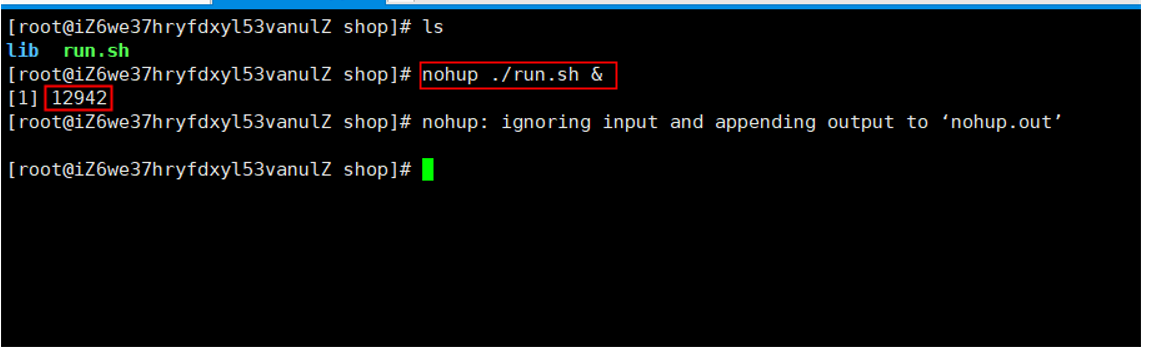 [root@iZ6we37hryfdxyl53vanulZ shop]# ls
lib  run.sh
[root@iZ6we37hryfdxyl53vanulZ shop]# nohup ./run.sh &
[1] 12942
[root@iZ6we37hryfdxyl53vanulZ shop]# nohup: ignoring input and appending output to ‘nohup.out’
[root@iZ6we37hryfdxyl53vanulZ shop]#